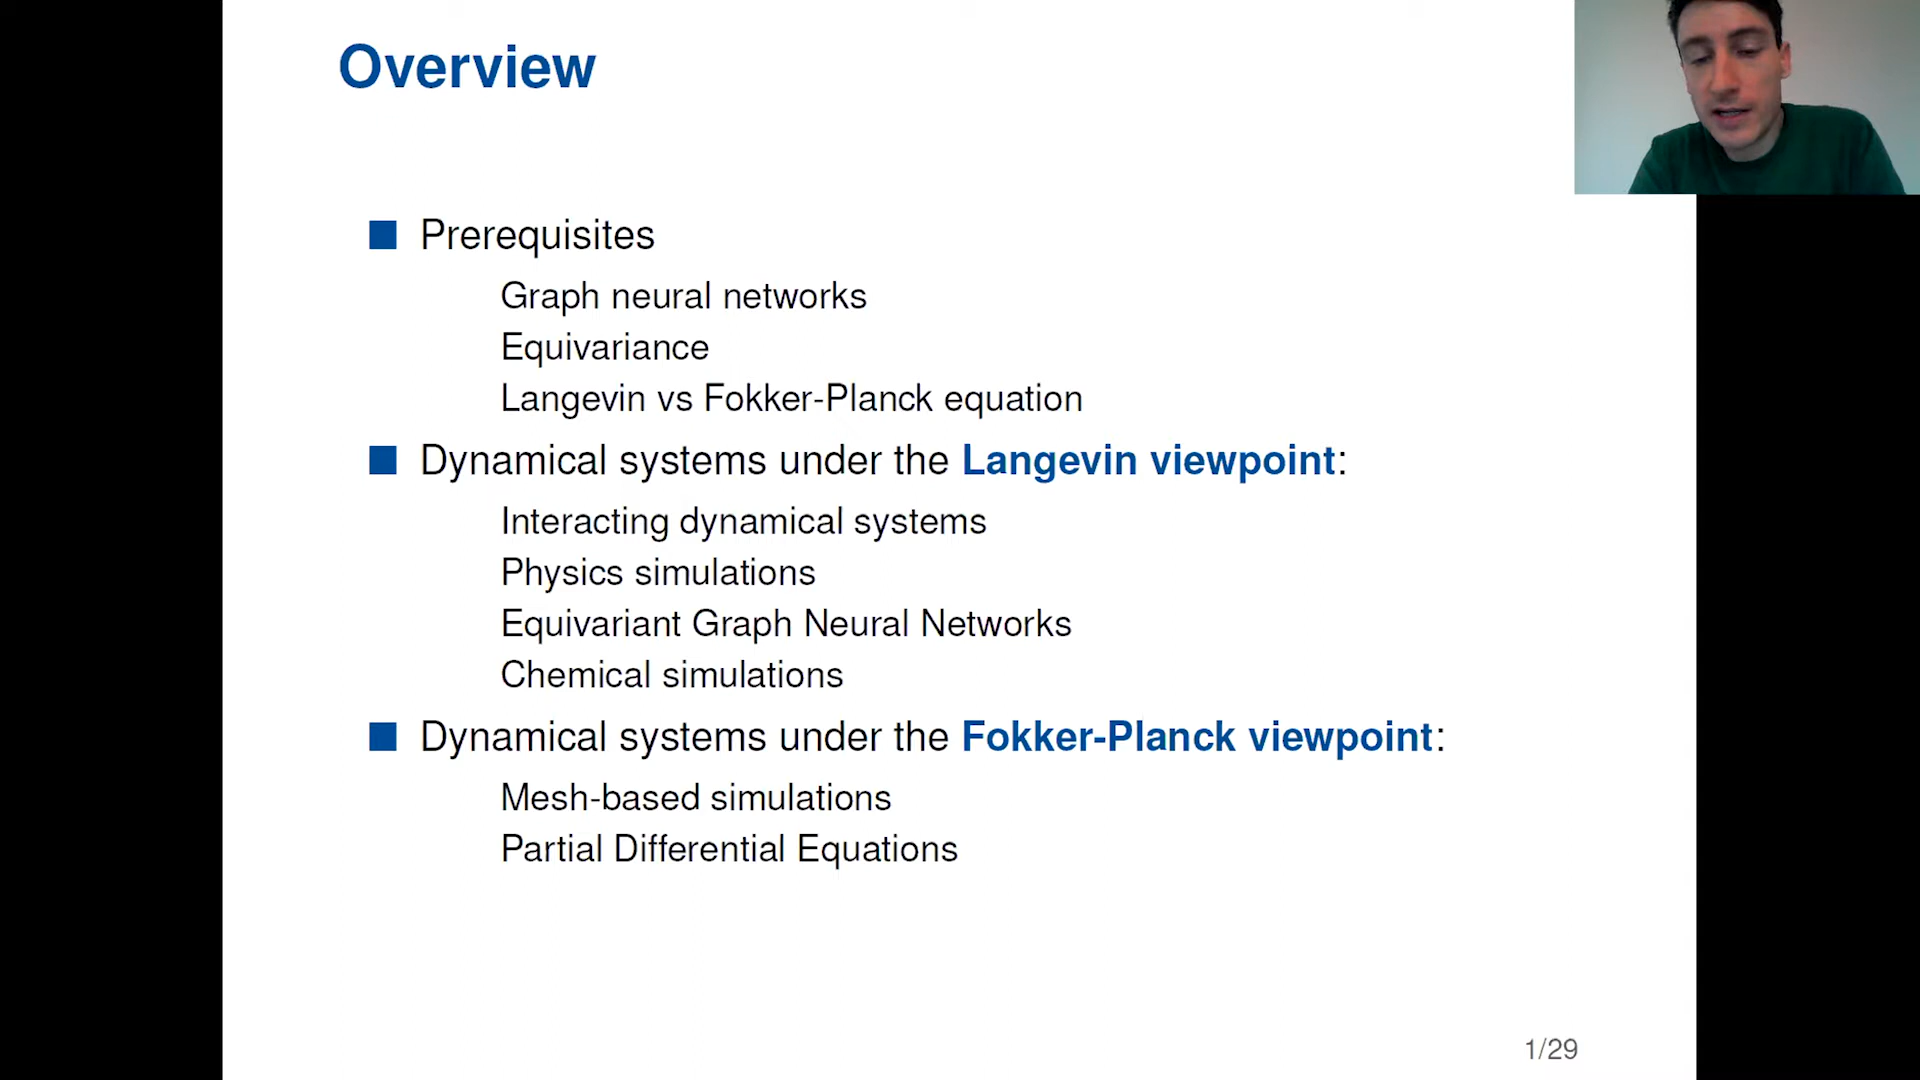 Overview
Prerequisites
Graph neural networks
Equivariance
Langevin vs Fokker-Planck equation
Dynamical systems under the Langevin viewpoint:
Interacting dynamical systems
Physics simulations
Equivariant Graph Neural Networks
Chemical simulations
Dynamical systems under the Fokker-Planck viewpoint:
Mesh-based simulations
Partial Differential Equations
1/29